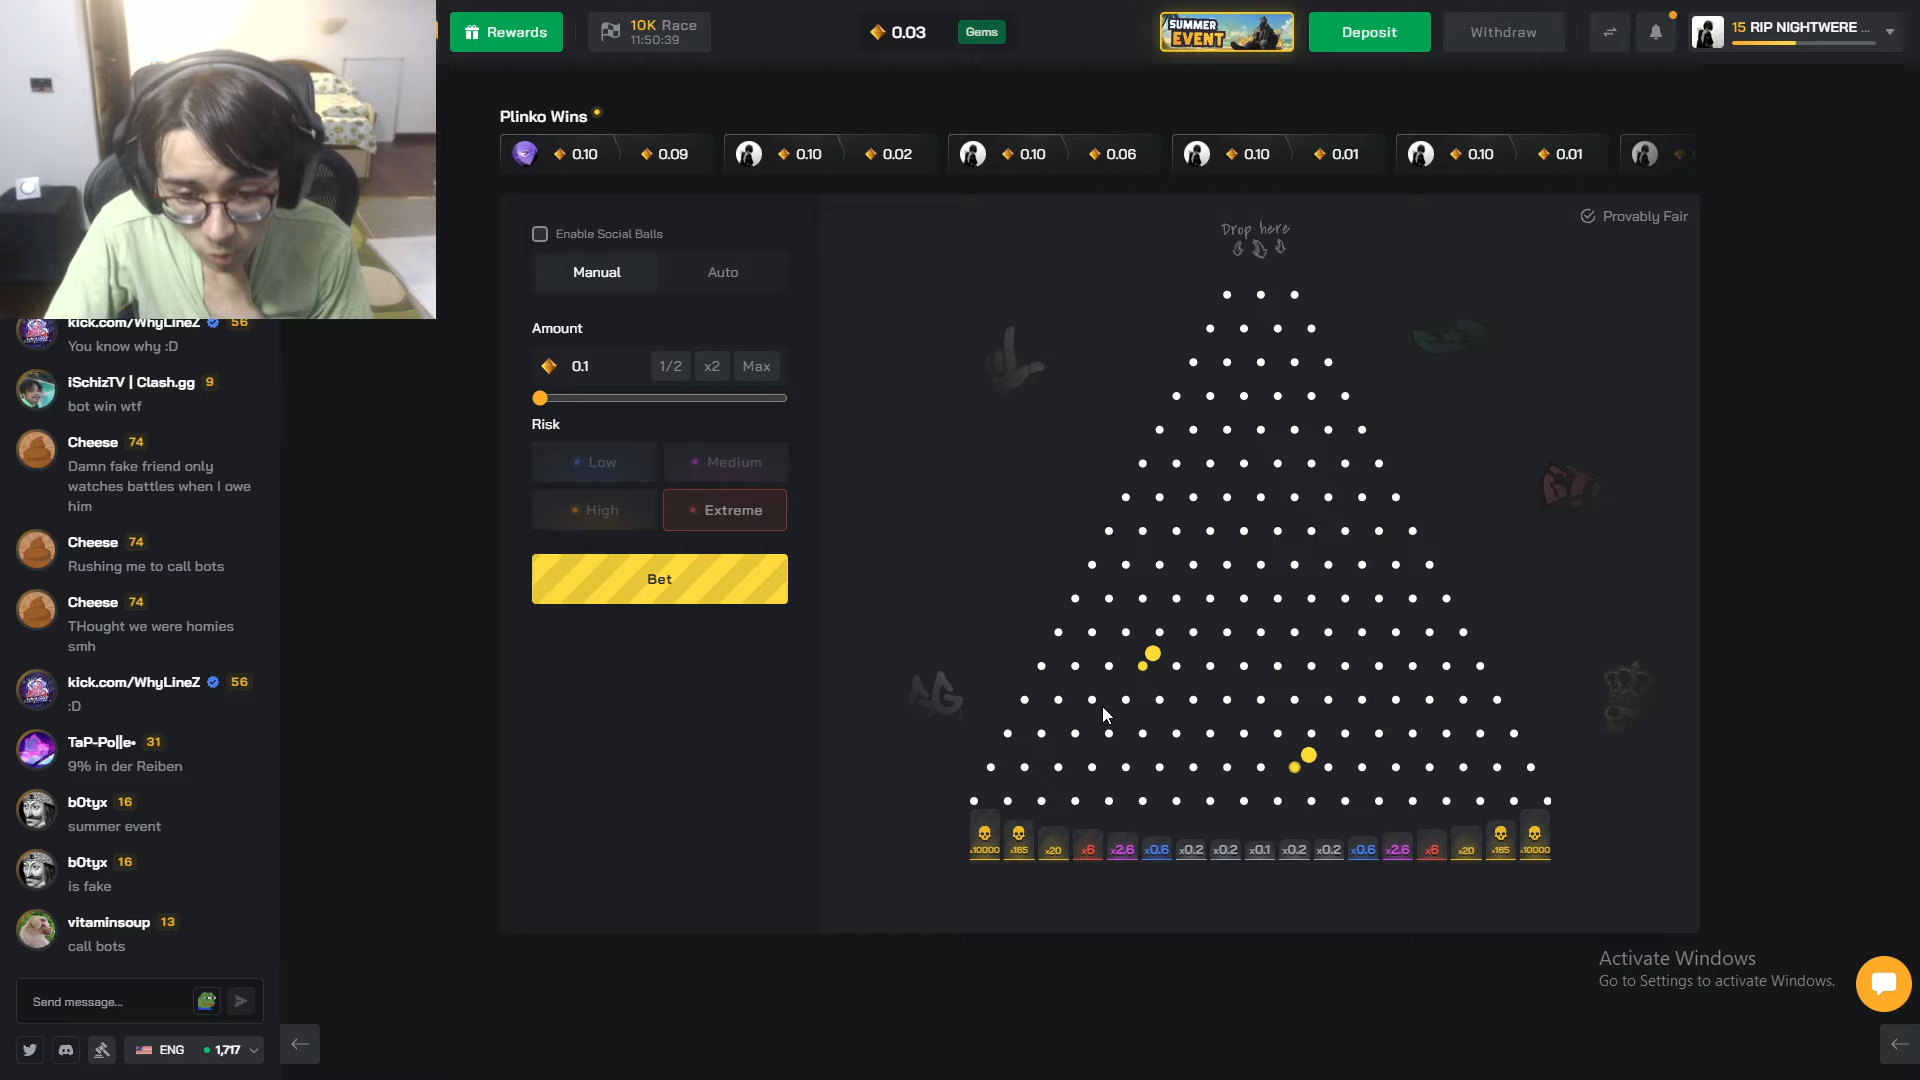 Rewards
10K Race
11:50:39
0.03
Gems
SUMMER
EVENT
Deposit
Withdraw
15 RIP NIGHTWERE ...
Plinko Wins
0.10 0.09
0.10 0.02
0.10 0.06
0.10 0.01
0.10 0.01
Enable Social Balls
Manual
Auto
Amount
0.1
1/2
x2
Max
Risk
Low
Medium
High
Extreme
Bet
Provably Fair
Drop here
x10000
x165
x20
x6
x2.6
x0.6
x0.2
x0.2
x0.1
x0.2
x0.2
x0.6
x2.6
x6
x20
x165
x10000
kick.com/WhyLineZ 56
You know why :D
iSchizTV | Clash.gg 9
bot win wtf
Cheese 74
Damn fake friend only
watches battles when I owe
him
Cheese 74
Rushing me to call bots
Cheese 74
THought we were homies
smh
kick.com/WhyLineZ 56
:D
TaP-Po||e• 31
9% in der Reiben
b0tyx 16
summer event
b0tyx 16
is fake
vitaminsoup 13
call bots
Send message...
ENG
1,717
Activate Windows
Go to Settings to activate Windows.